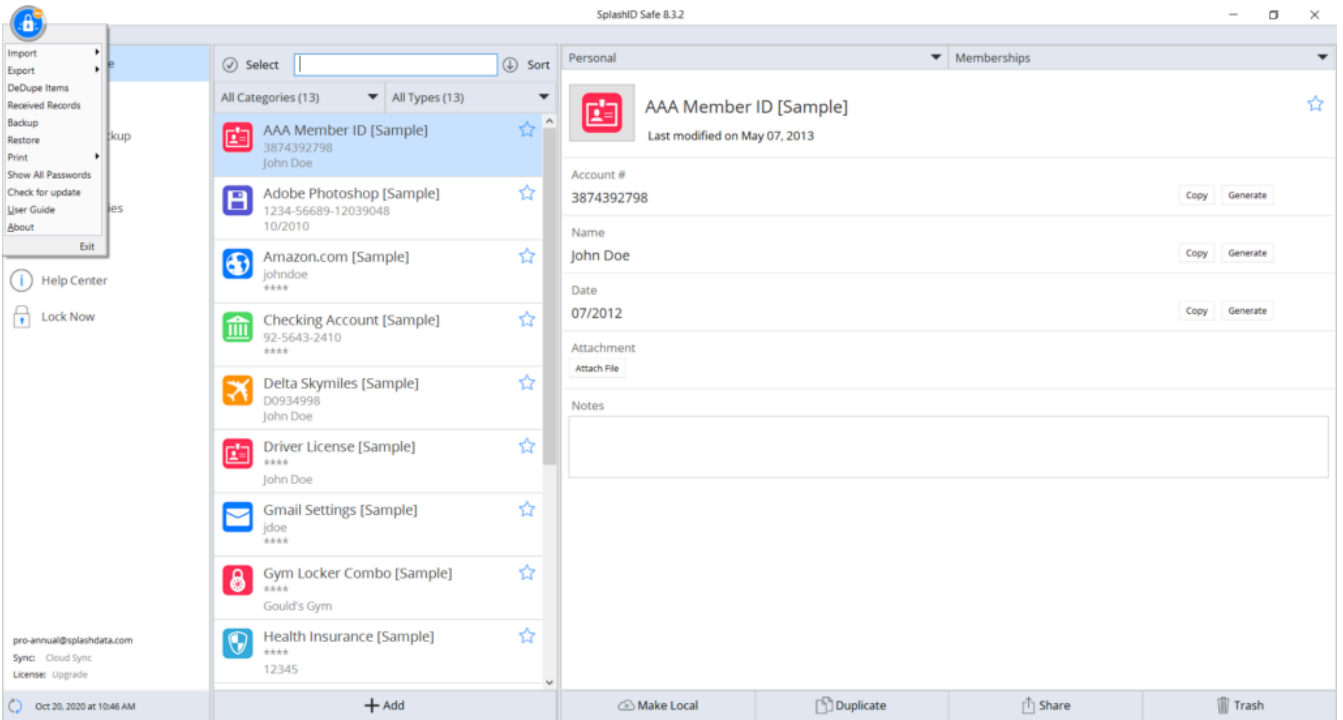 SplashID Safe 8.3.2
Import
Export
DeDupe Items
Received Records
Backup
Restore
Print
Show All Passwords
Check for update
User Guide
About
Exit
e
kup
ies
Help Center
Lock Now
pro-annual@splashdata.com
Sync: Cloud Sync
License: Upgrade
Oct 20, 2020 at 10:46 AM
Select
Sort
All Categories (13)
All Types (13)
AAA Member ID [Sample]
3874392798
John Doe
Adobe Photoshop [Sample]
1234-56689-12039048
10/2010
Amazon.com [Sample]
johndoe
****
Checking Account [Sample]
92-5643-2410
****
Delta Skymiles [Sample]
D0934998
John Doe
Driver License [Sample]
****
John Doe
Gmail Settings [Sample]
jdoe
****
Gym Locker Combo [Sample]
****
Gould's Gym
Health Insurance [Sample]
****
12345
Add
Personal
Memberships
AAA Member ID [Sample]
Last modified on May 07, 2013
Account #
3874392798
Copy Generate
Name
John Doe
Copy Generate
Date
07/2012
Copy Generate
Attachment
Attach File
Notes
Make Local
Duplicate
Share
Trash